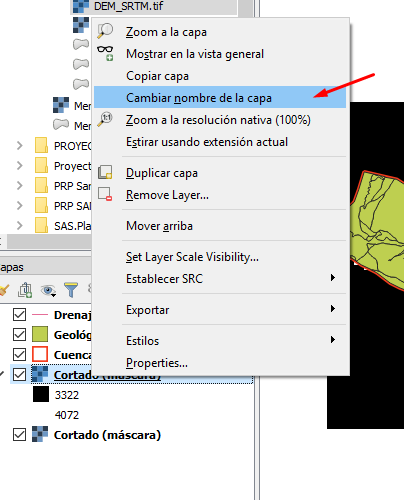 DEM_SRTM.tif
Zoom a la capa
Mostrar en la vista general
Copiar capa
Cambiar nombre de la capa
Zoom a la resolución nativa (100%)
Estirar usando extensión actual
Duplicar capa
Remove Layer...
Mover arriba
Set Layer Scale Visibility...
Establecer SRC
Exportar
Estilos
Properties...
Mer
Mer
PROYEC
Proyect
PRP Sar
PRP SAN
SAS.Pla
apas
Drenaj
Geológ
Cuenca
Cortado (máscara)
3322
4072
Cortado (máscara)